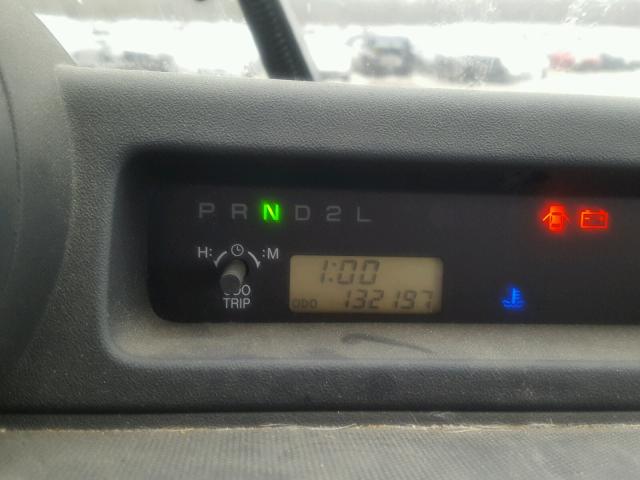 P R N D 2 L
H: :M
1:00
ODO 132197
ODO
TRIP